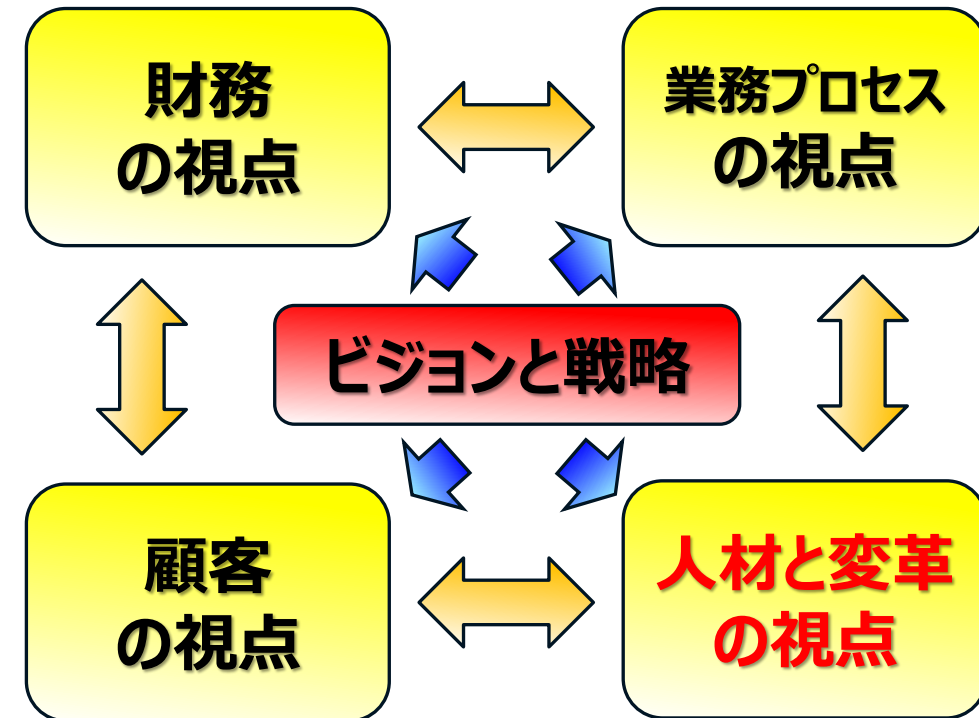 財務
の視点
業務プロセス
の視点
ビジョンと戦略
顧客
の視点
人材と変革
の視点